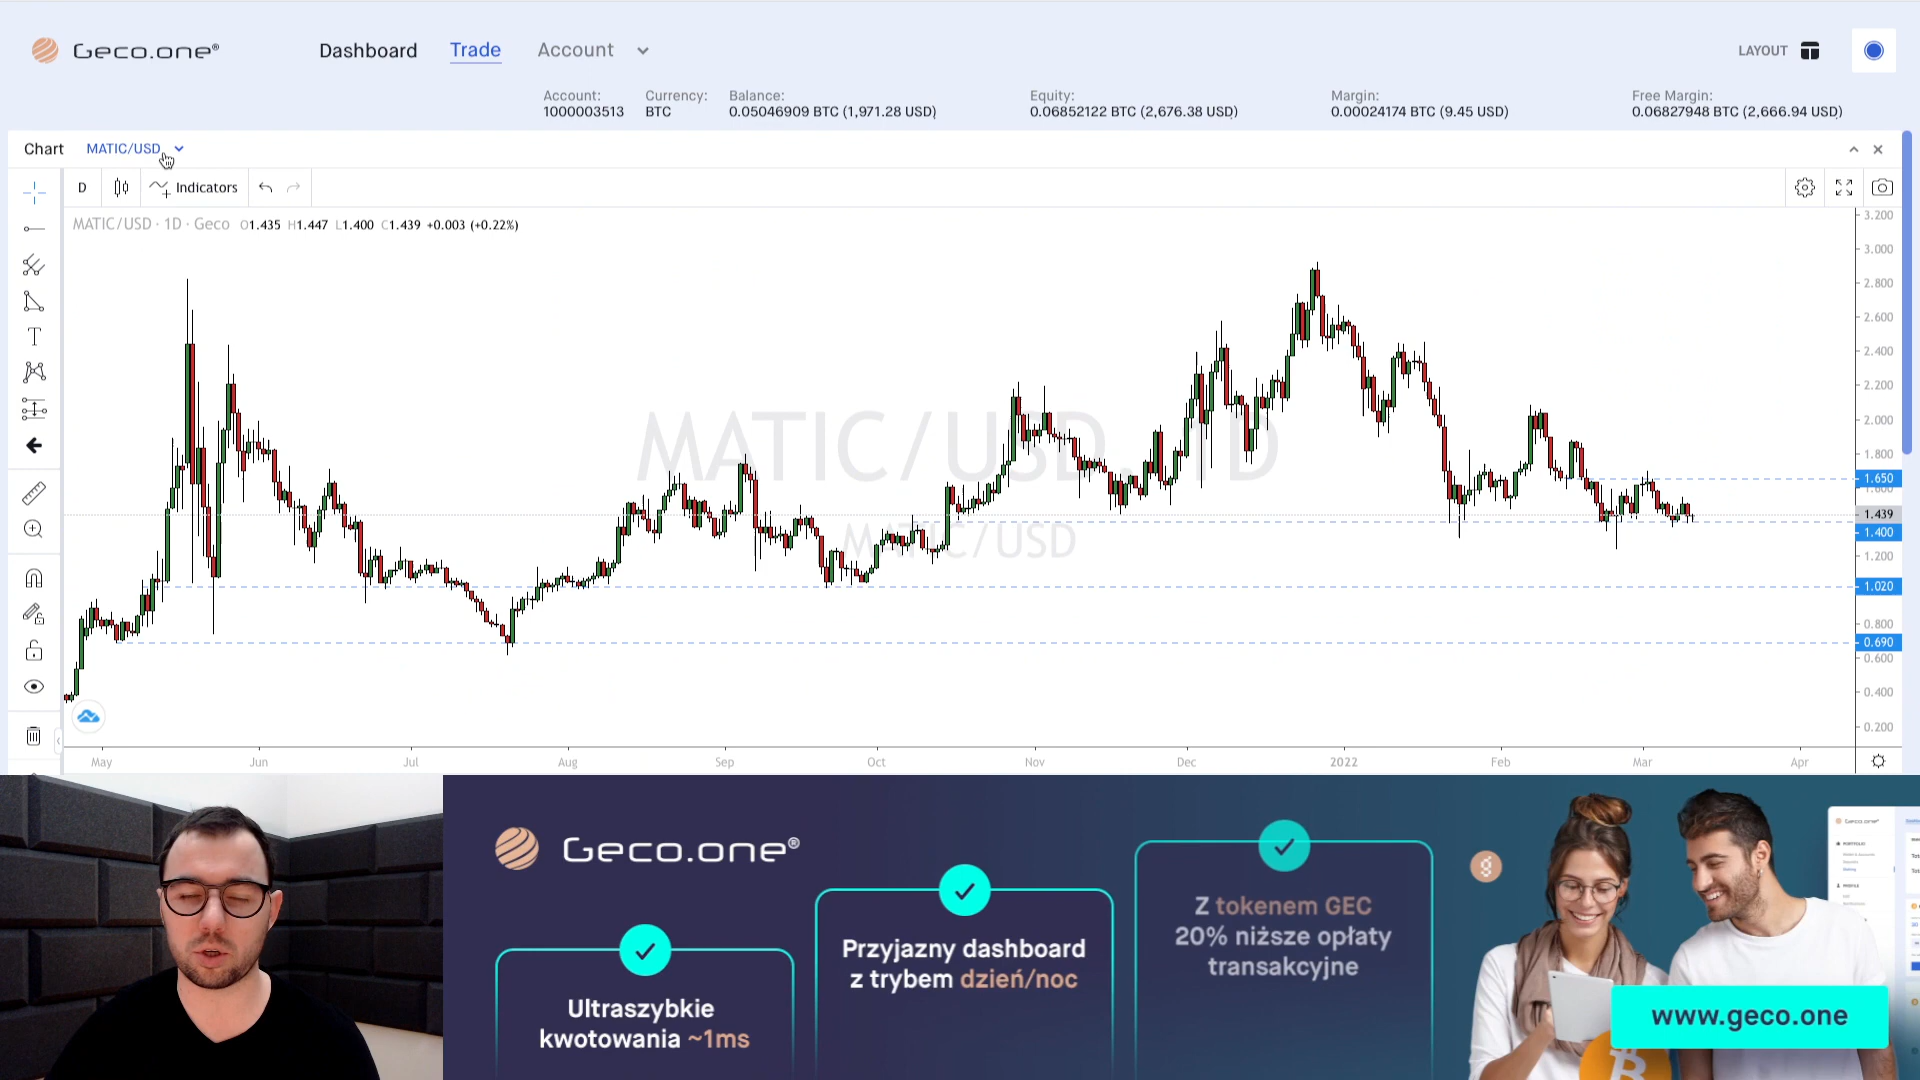 Geco.one®
Dashboard
Trade
Account
LAYOUT
Account:
1000003513
Currency:
BTC
Balance:
0.05046909 BTC (1,971.28 USD)
Equity:
0.06852122 BTC (2,676.38 USD)
Margin:
0.00024174 BTC (9.45 USD)
Free Margin:
0.06827948 BTC (2,666.94 USD)
Chart
MATIC/USD
D
Indicators
MATIC/USD · 1D · Geco O1.435 H1.447 L1.400 C1.439 +0.003 (+0.22%)
MATIC/USD, 1D
MATIC/USD
3.200
3.000
2.800
2.600
2.400
2.200
2.000
1.800
1.650
1.600
1.439
1.400
1.200
1.020
0.800
0.690
0.600
0.400
0.200
May
Jun
Jul
Aug
Sep
Oct
Nov
Dec
2022
Feb
Mar
Apr
Geco.one®
Ultraszybkie
kwotowania ~1ms
Przyjazny dashboard
z trybem dzień/noc
Z tokenem GEC
20% niższe opłaty
transakcyjne
www.geco.one